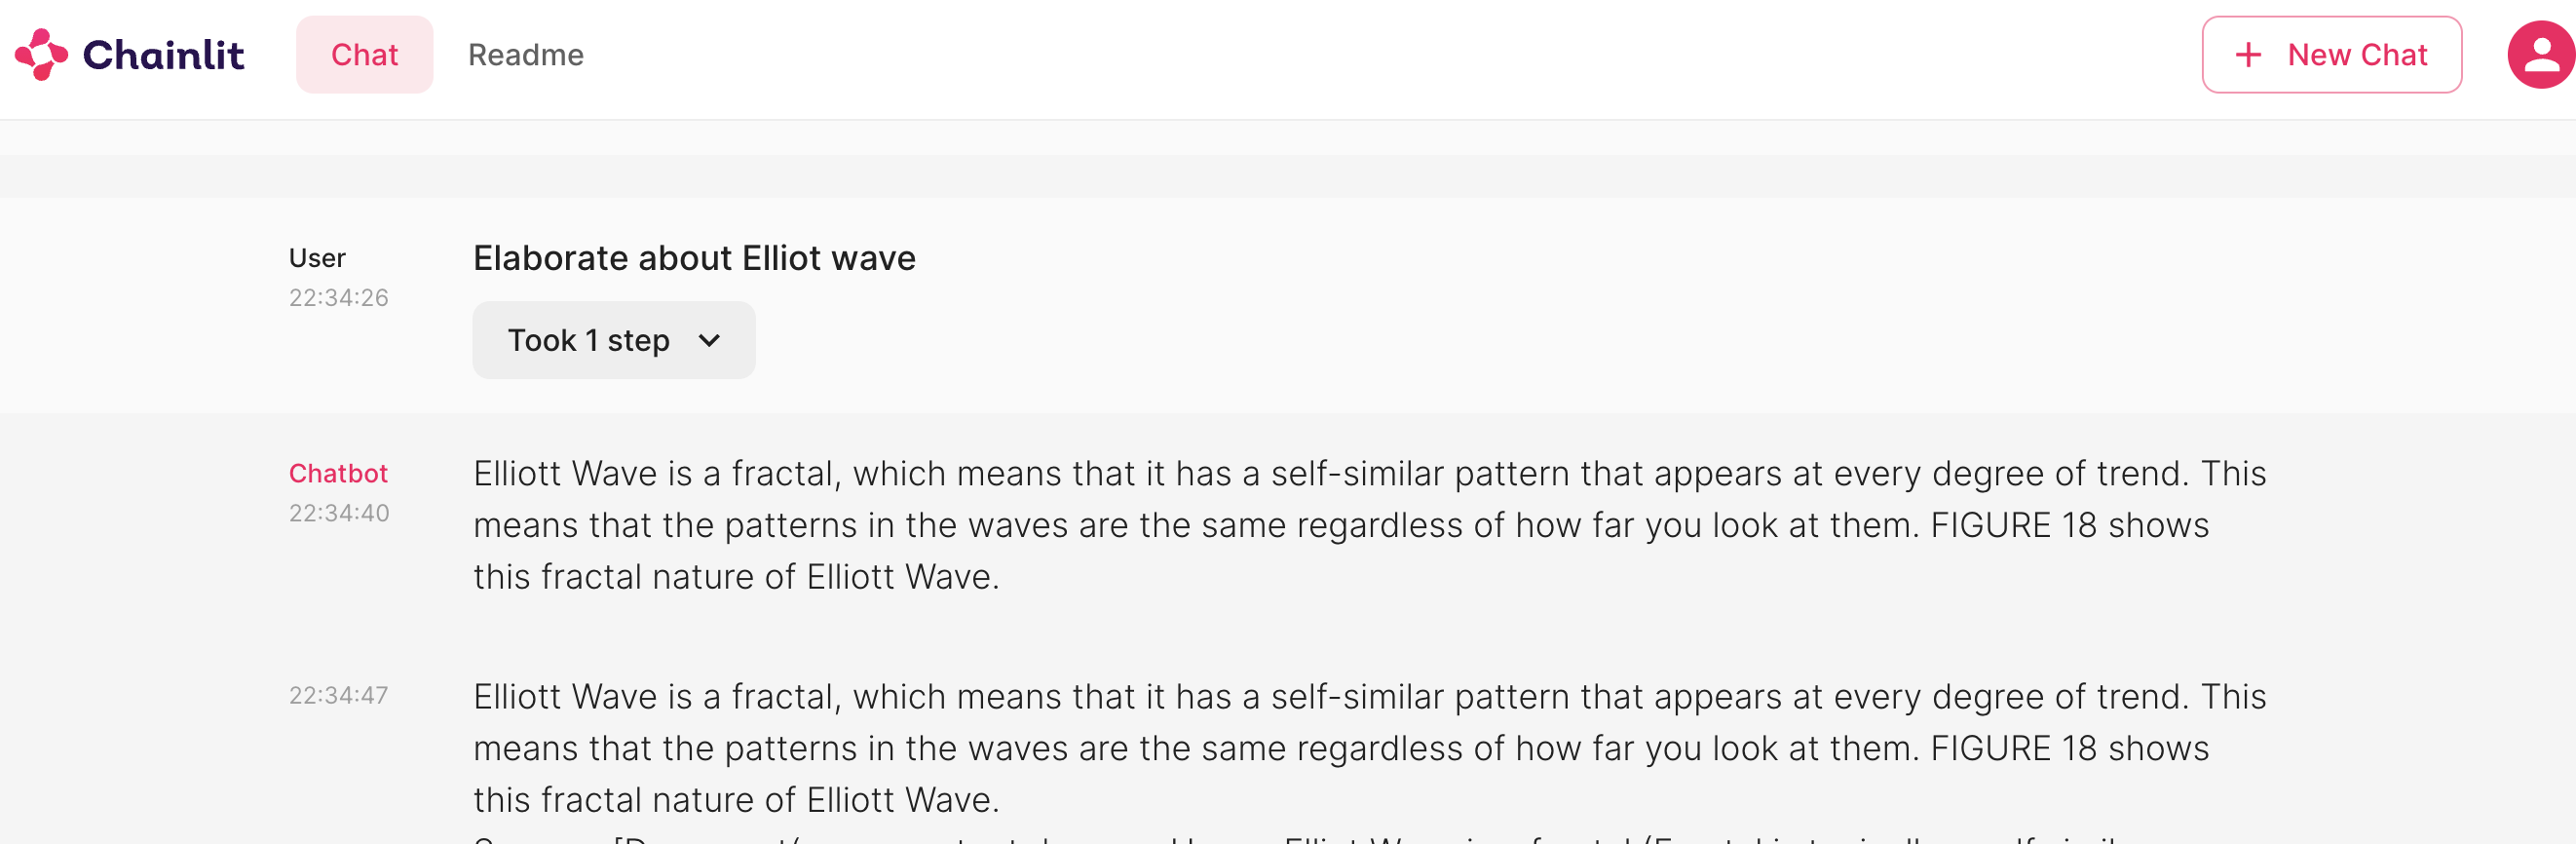 Chainlit Chat Readme + New Chat
User Elaborate about Elliot wave
22:34:26
Took 1 step
Chatbot Elliott Wave is a fractal, which means that it has a self-similar pattern that appears at every degree of trend. This
22:34:40 means that the patterns in the waves are the same regardless of how far you look at them. FIGURE 18 shows
this fractal nature of Elliott Wave.
22:34:47 Elliott Wave is a fractal, which means that it has a self-similar pattern that appears at every degree of trend. This
means that the patterns in the waves are the same regardless of how far you look at them. FIGURE 18 shows
this fractal nature of Elliott Wave.